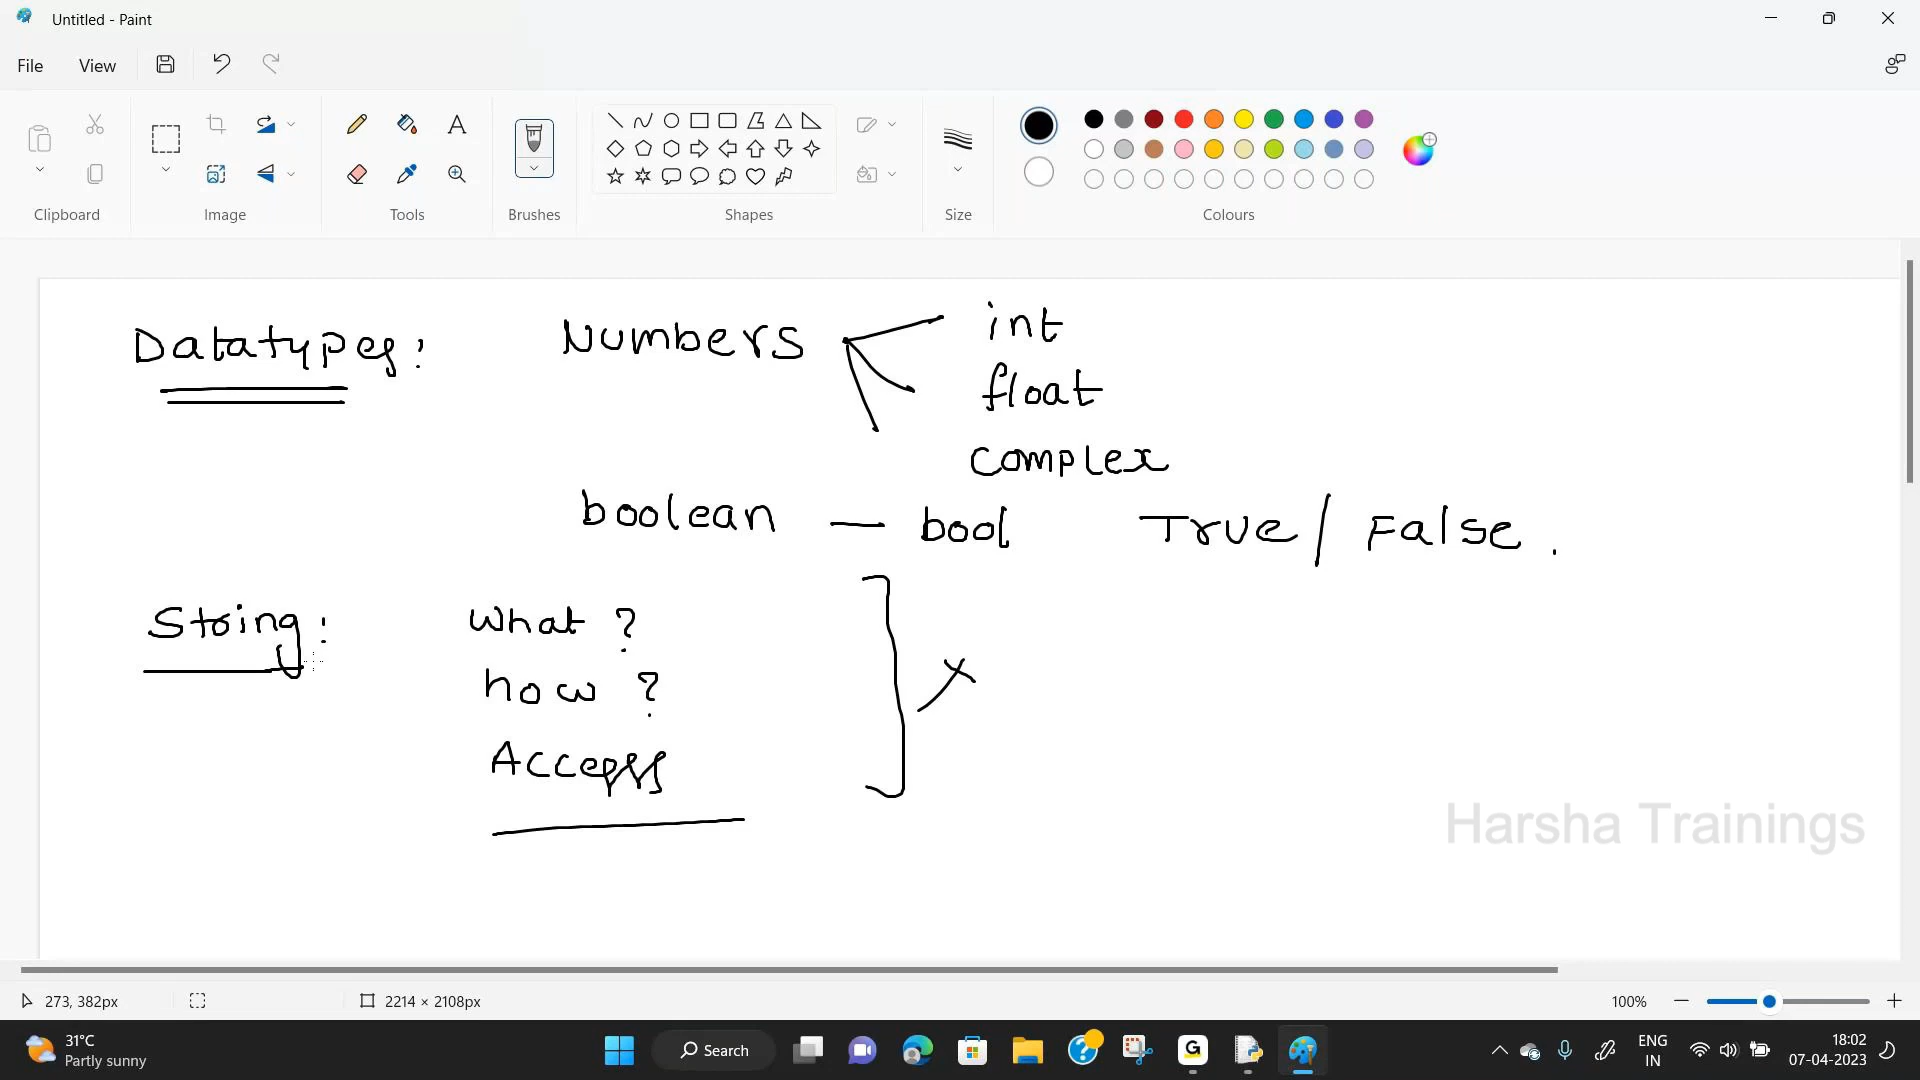 Untitled - Paint
File View
Clipboard Image Tools Brushes Shapes Size Colours
Datatypes: Numbers int
float
complex
boolean — bool True / False .
String: What ?
how ?
Access
Harsha Trainings
273, 382px 2214 × 2108px 100%
31°C
Partly sunny
Search
ENG
IN
18:02
07-04-2023